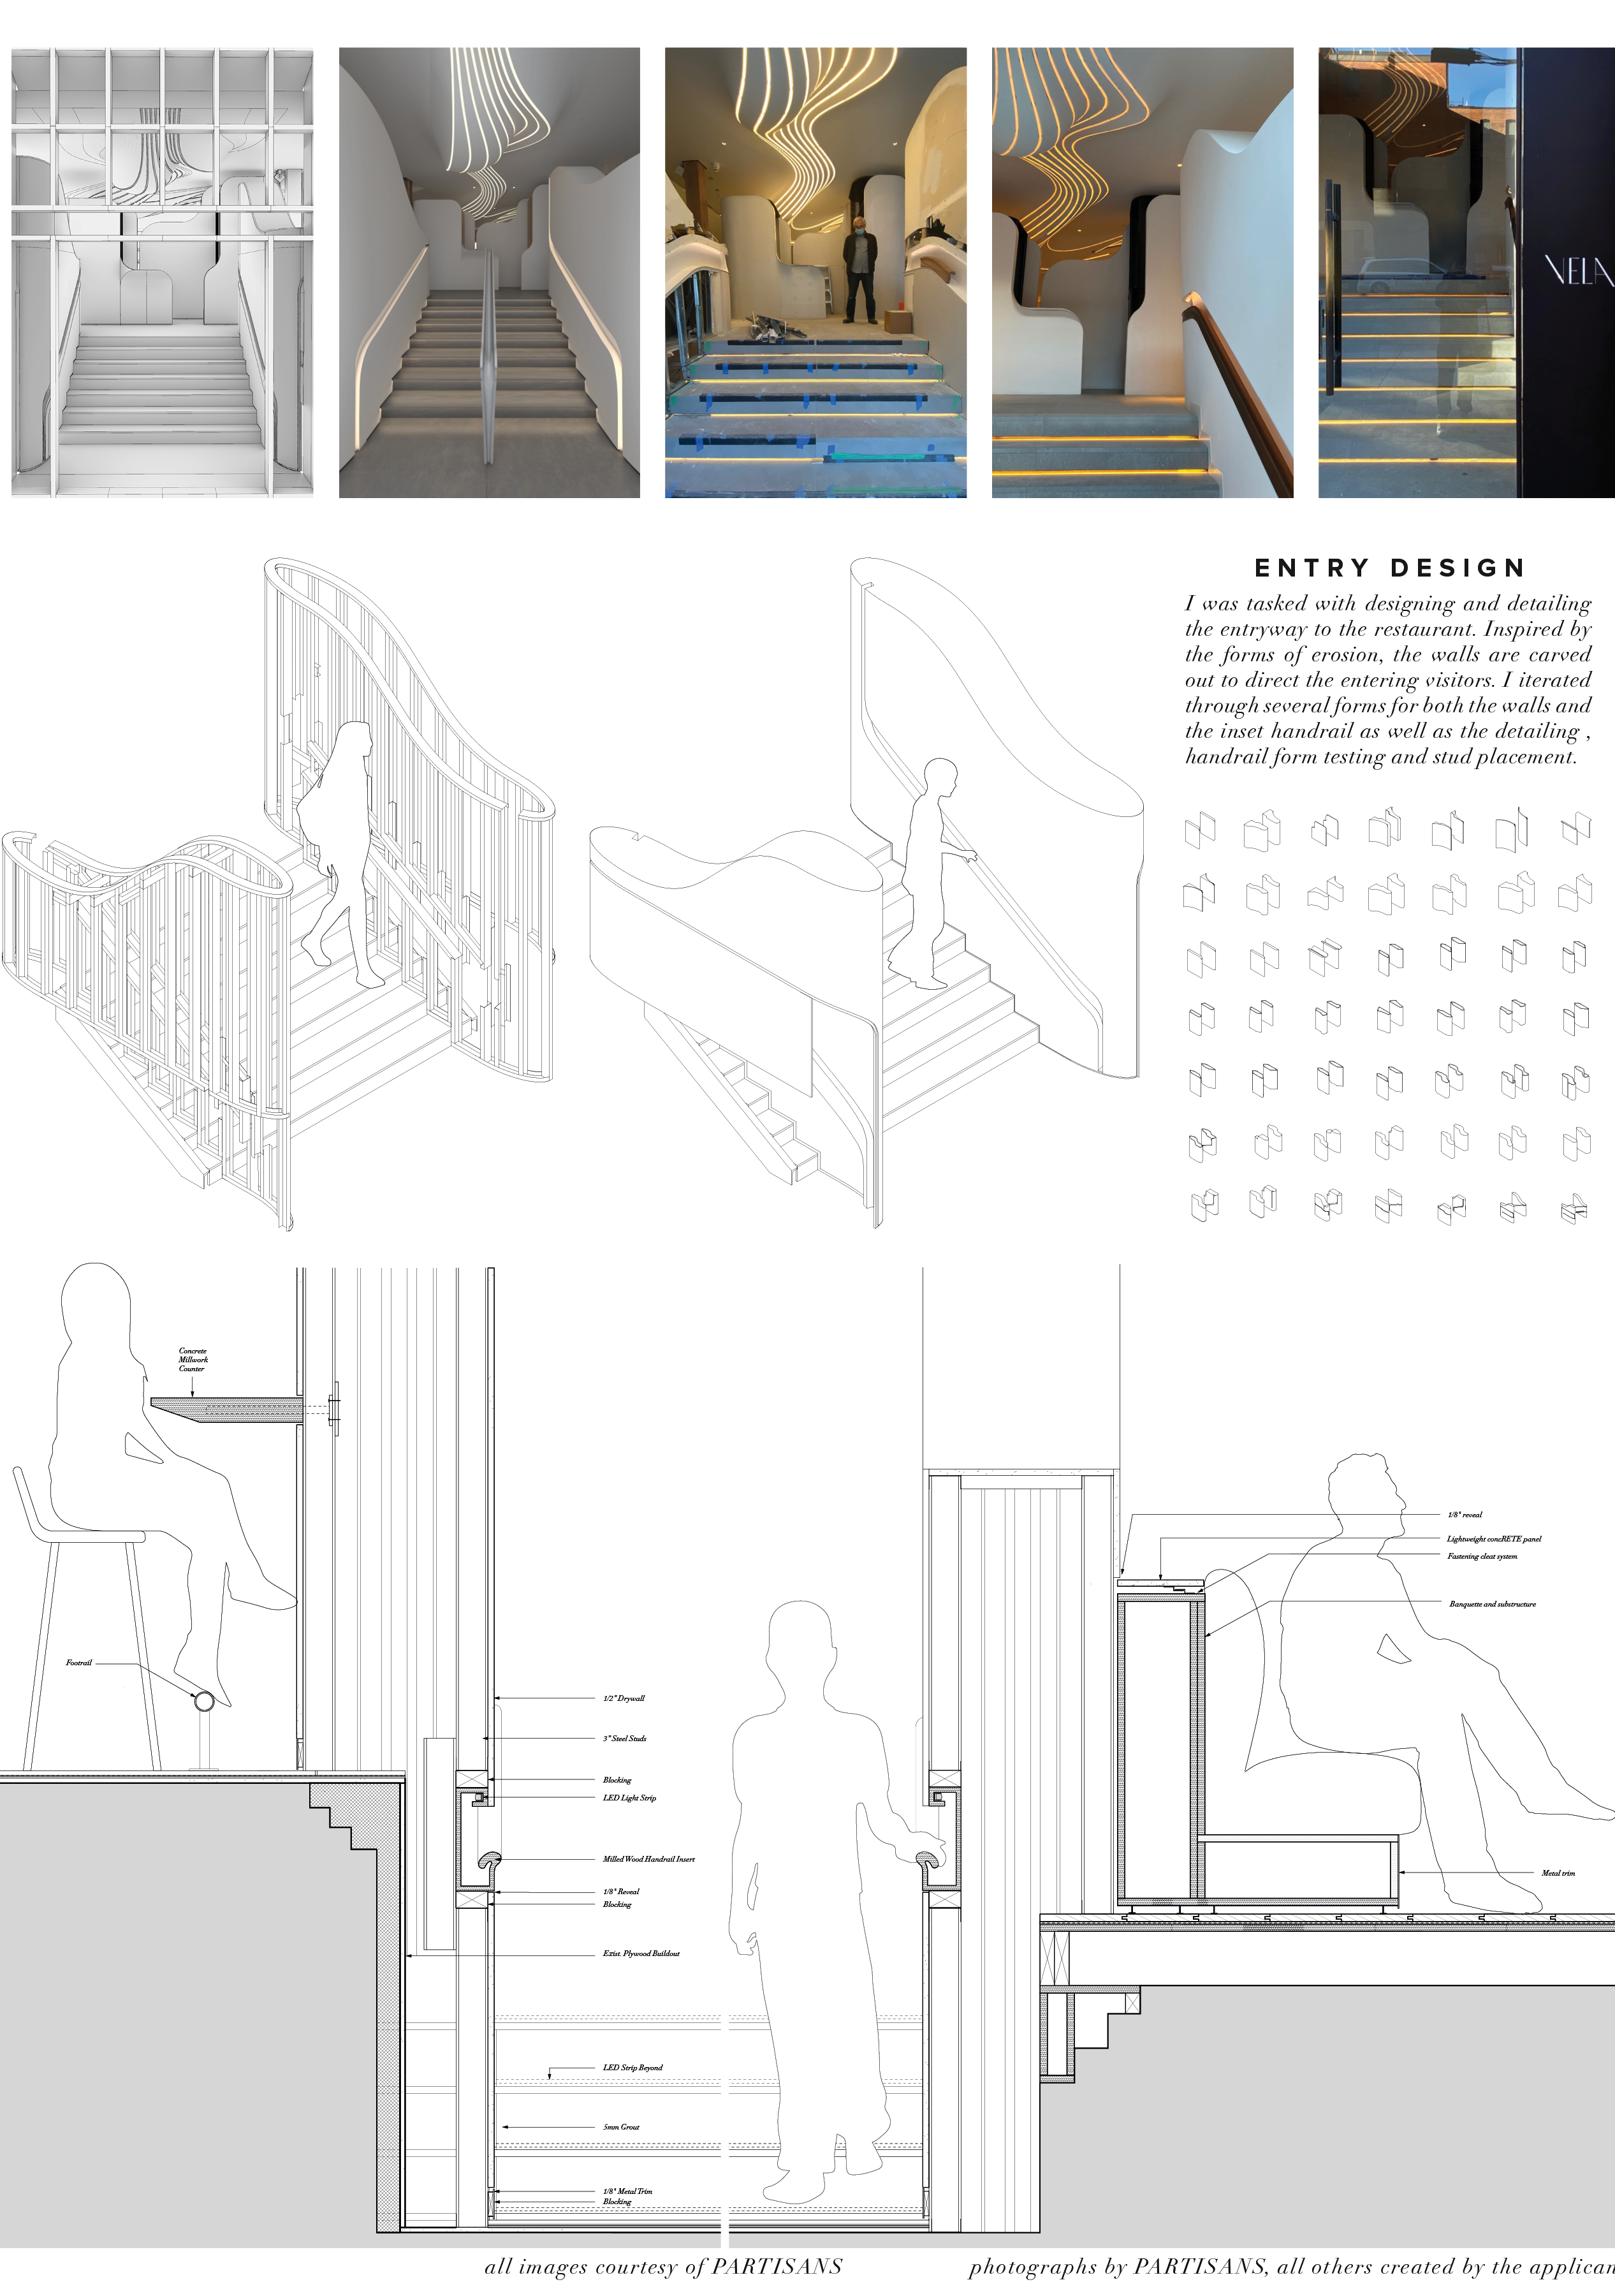 VELA
ENTRY DESIGN
I was tasked with designing and detailing
the entryway to the restaurant. Inspired by
the forms of erosion, the walls are carved
out to direct the entering visitors. I iterated
through several forms for both the walls and
the inset handrail as well as the detailing ,
handrail form testing and stud placement.
Concrete
Millwork
Counter
Footrail
1/2" Drywall
3" Steel Studs
Blocking
LED Light Strip
Milled Wood Handrail Insert
1/8" Reveal
Blocking
Exist. Plywood Buildout
LED Strip Beyond
5mm Grout
1/8" Metal Trim
Blocking
1/8" reveal
Lightweight concRETE panel
Fastening cleat system
Banquette and substructure
Metal trim
all images courtesy of PARTISANS
photographs by PARTISANS, all others created by the applican